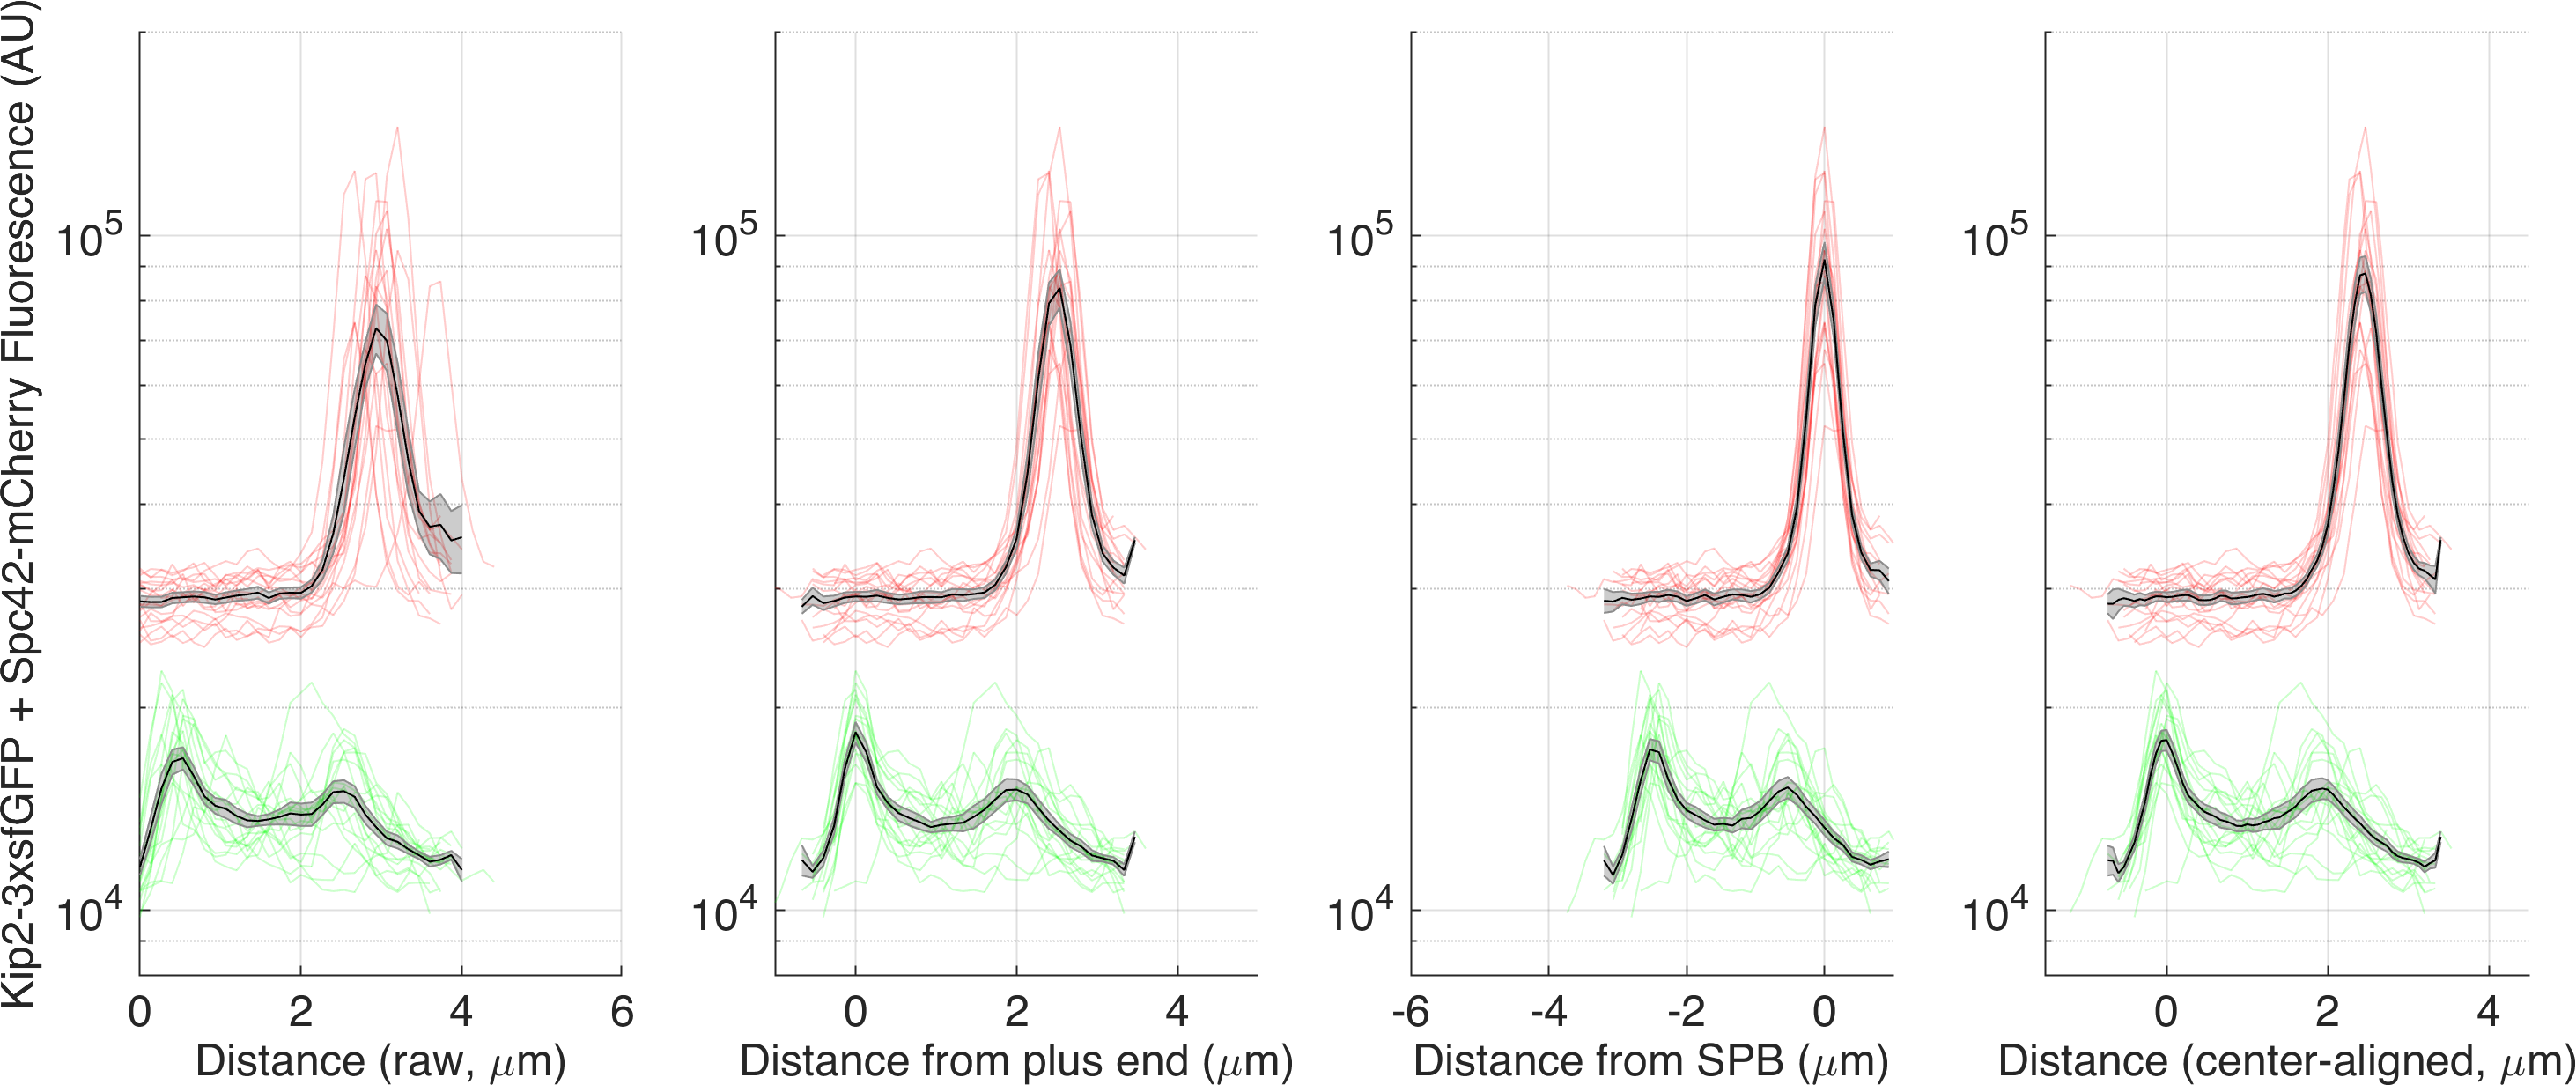 Kip2-3xsfGFP + Spc42-mCherry Fluorescence (AU)
10^5
10^4
0 2 4 6
Distance (raw, μm)
10^5
10^4
0 2 4
Distance from plus end (μm)
10^5
10^4
-6 -4 -2 0
Distance from SPB (μm)
10^5
10^4
0 2 4
Distance (center-aligned, μm)